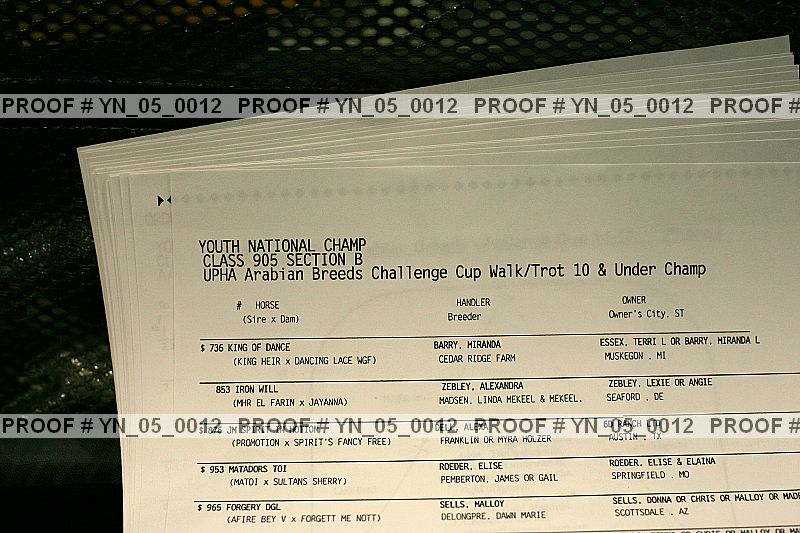 PROOF # YN_05_0012 PROOF # YN_05_0012 PROOF # YN_05_0012 PROOF #
YOUTH NATIONAL CHAMP
CLASS 905 SECTION B
UPHA Arabian Breeds Challenge Cup Walk/Trot 10 & Under Champ
# HORSE HANDLER OWNER
(Sire x Dam) Breeder Owner's City, ST
$ 736 KING OF DANCE BARRY, MIRANDA ESSEX, TERRI L OR BARRY, MIRANDA L
(KING HEIR x DANCING LACE WGF) CEDAR RIDGE FARM MUSKEGON , MI
853 IRON WILL ZEBLEY, ALEXANDRA ZEBLEY, LEXIE OR ANGIE
(MHR EL FARIN x JAYANNA) MADSEN, LINDA MEKEEL & MEKEEL, SEAFORD , DE
PROOF # YN_05_0012 PROOF # YN_05_0012 PROOF # YN_05_0012 PROOF #
(PROMOTION x SPIRIT'S FANCY FREE) FRANKLIN OR MYRA HOLZER AUSTIN , TX
$ 953 MATADORS TOI ROEDER, ELISE ROEDER, ELISE & ELAINA
(MATOI x SULTANS SHERRY) PEMBERTON, JAMES OR GAIL SPRINGFIELD , MO
$ 965 FORGERY DGL SELLS, MALLOY SELLS, DONNA OR CHRIS OR MALLOY OR MADE
(AFIRE BEY V x FORGETT ME NOTT) DELONGPRE, DAWN MARIE SCOTTSDALE , AZ